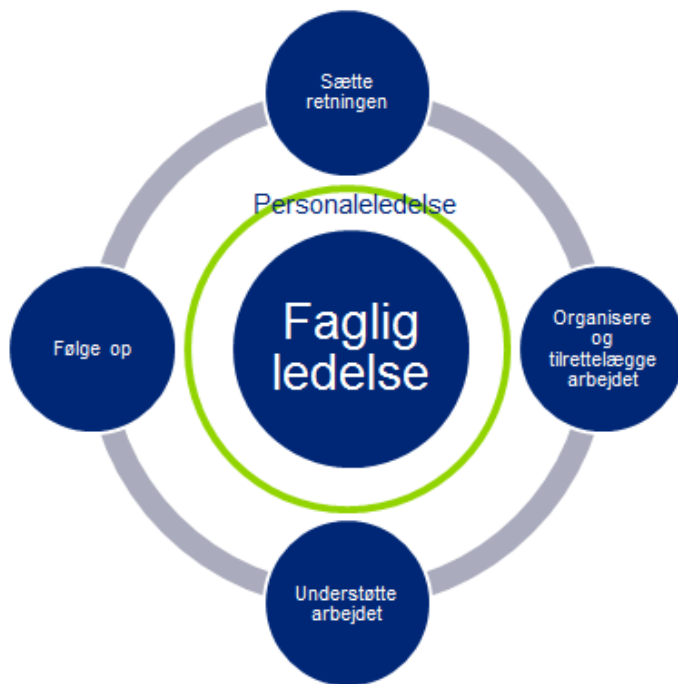 Sætte
retningen
Personaleledelse
Faglig
ledelse
Følge op
Organisere
og
tilrettelægge
arbejdet
Understøtte
arbejdet